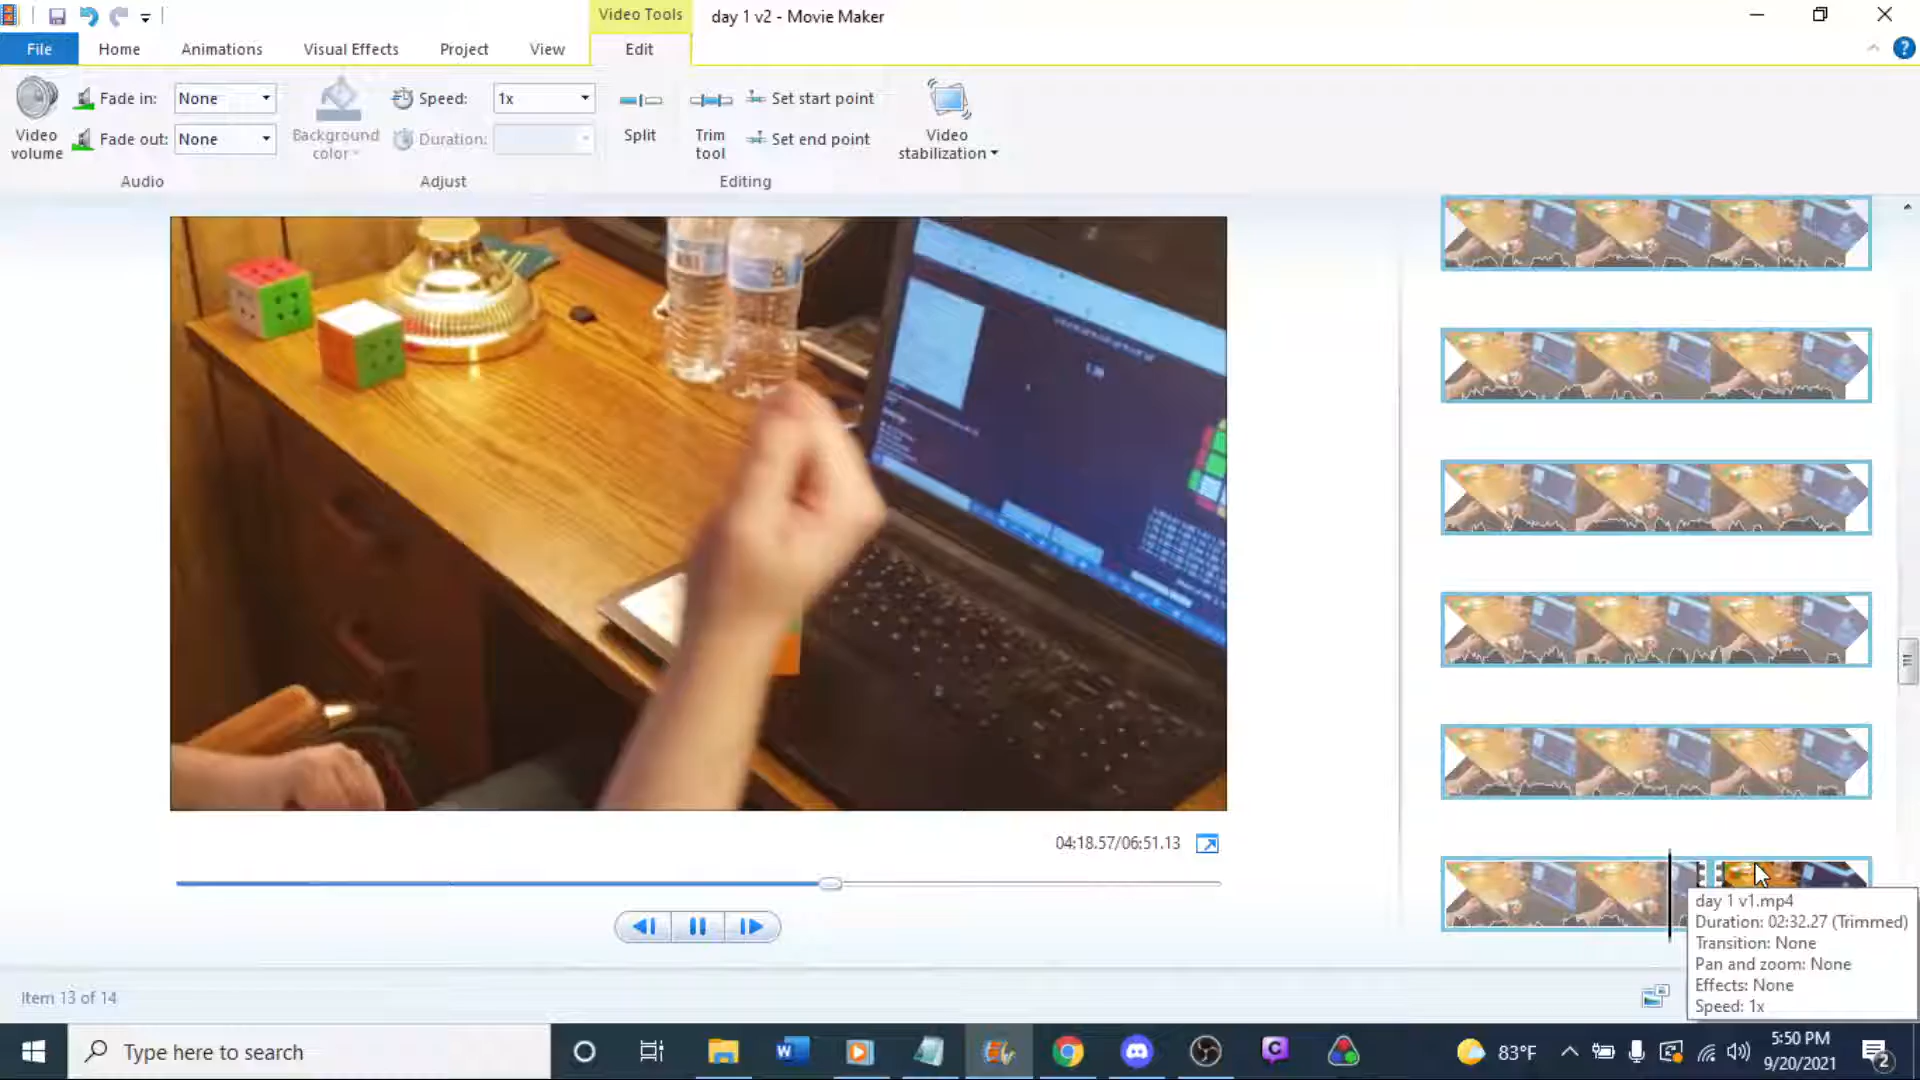 Video Tools
day 1 v2 - Movie Maker
File
Home
Animations
Visual Effects
Project
View
Edit
Video volume
Fade in:
None
Fade out:
None
Audio
Background color
Speed:
1x
Duration:
Adjust
Split
Trim tool
Set start point
Set end point
Editing
Video stabilization
04:18.57/06:51.13
day 1 v1.mp4
Duration: 02:32.27 (Trimmed)
Transition: None
Pan and zoom: None
Effects: None
Speed: 1x
Item 13 of 14
Type here to search
83°F
5:50 PM
9/20/2021
2